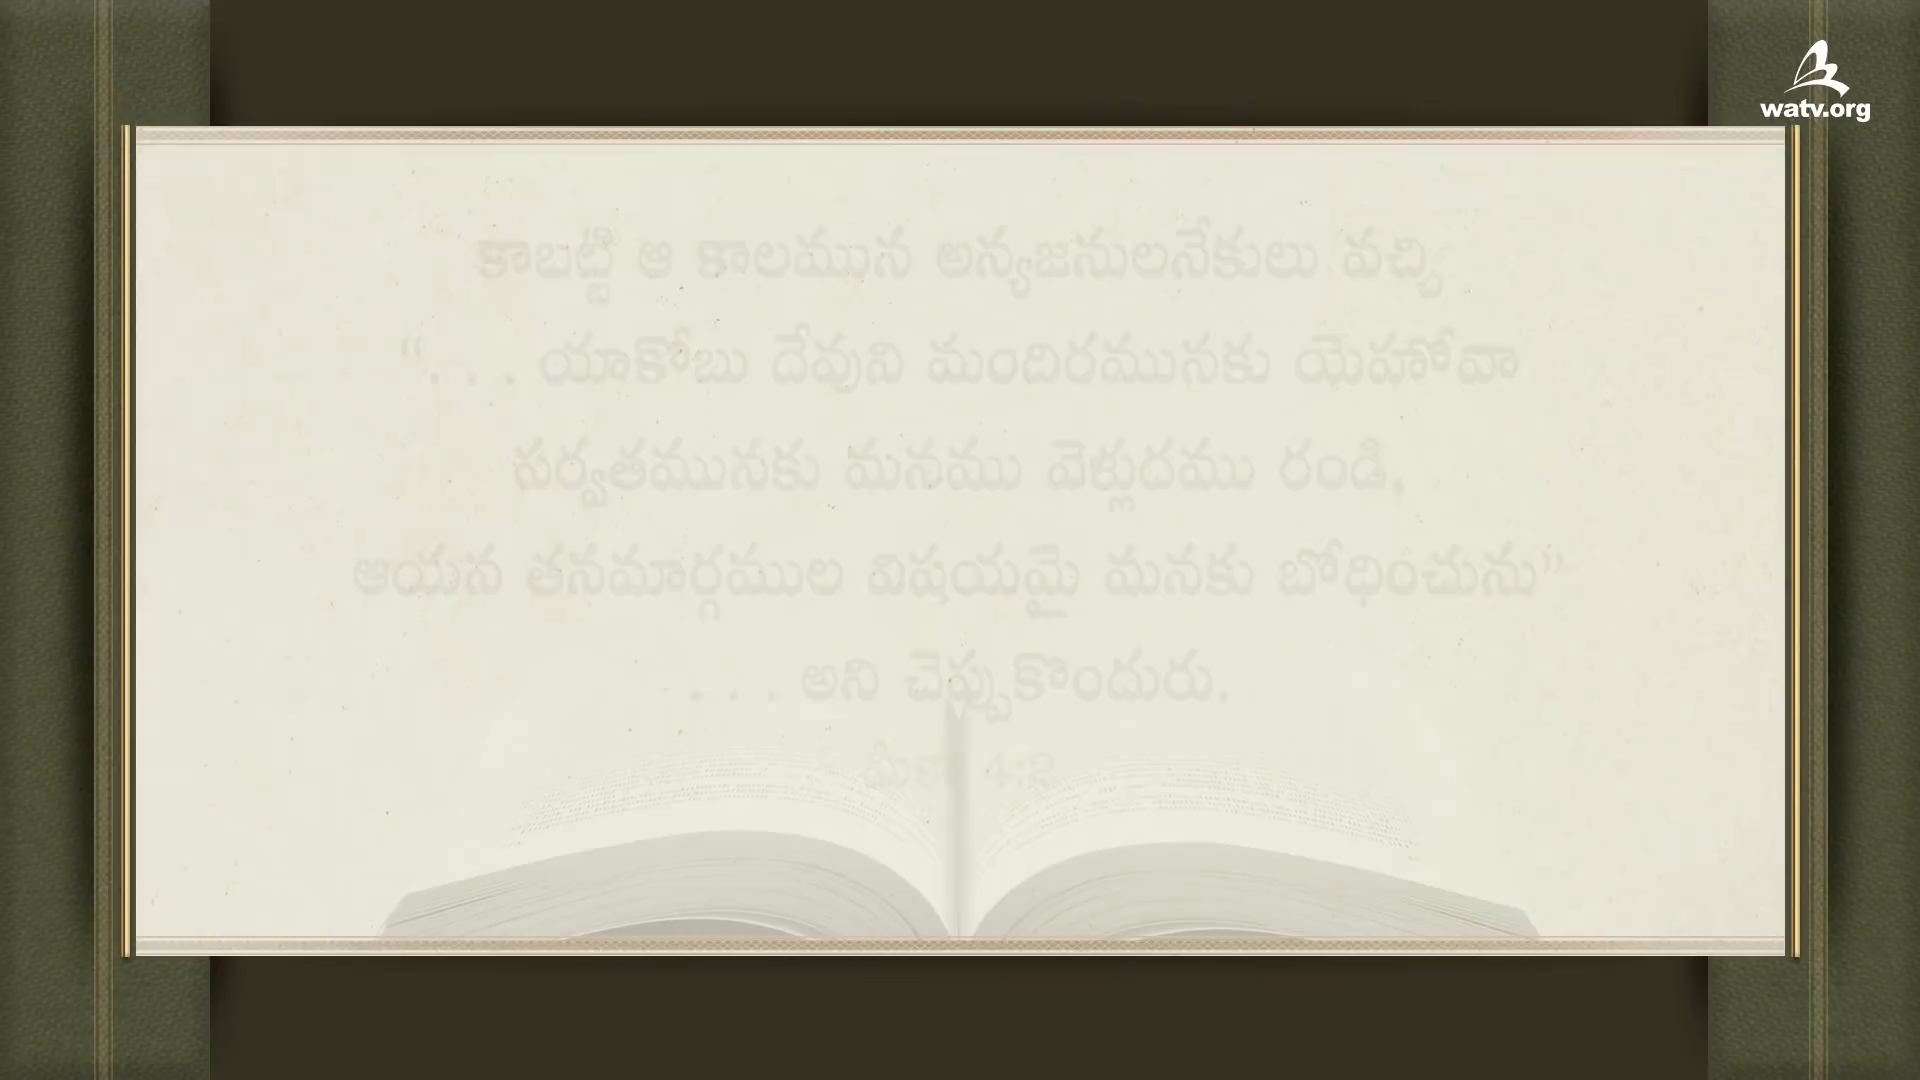 watv.org
కాబట్టి ఆ కాలమున అన్యజనులనేకులు వచ్చి
“. . . యాకోబు దేవుని మందిరమునకు యెహోవా
పర్వతమునకు మనము వెళ్లుదము రండి,
ఆయన తనమార్గముల విషయమై మనకు బోధించును”
. . . అని చెప్పుకొందురు.
మీకా 4:2